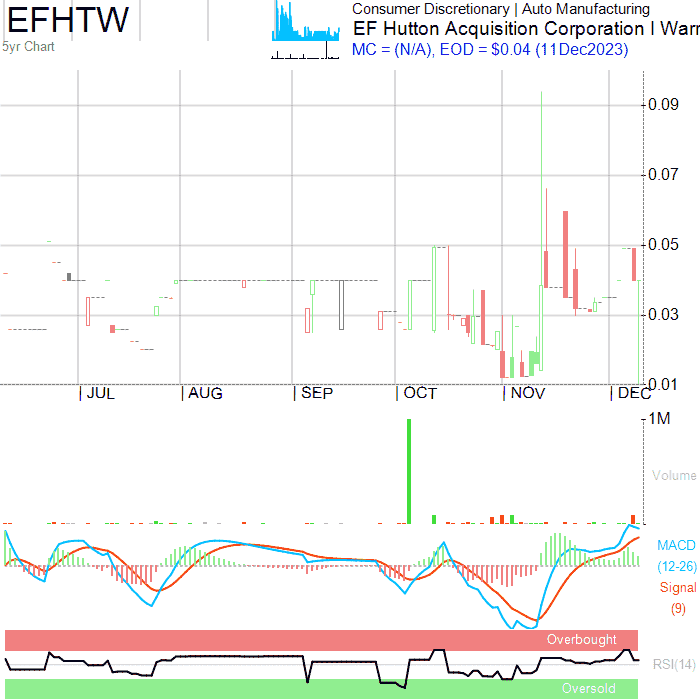 EFHTW
5yr Chart
Consumer Discretionary | Auto Manufacturing
EF Hutton Acquisition Corporation I Warr
MC = (N/A), EOD = $0.04 (11Dec2023)
0.09
0.07
0.05
0.03
0.01
JUL
AUG
SEP
OCT
NOV
DEC
1M
Volume
MACD
(12-26)
Signal
(9)
Overbought
RSI(14)
Oversold